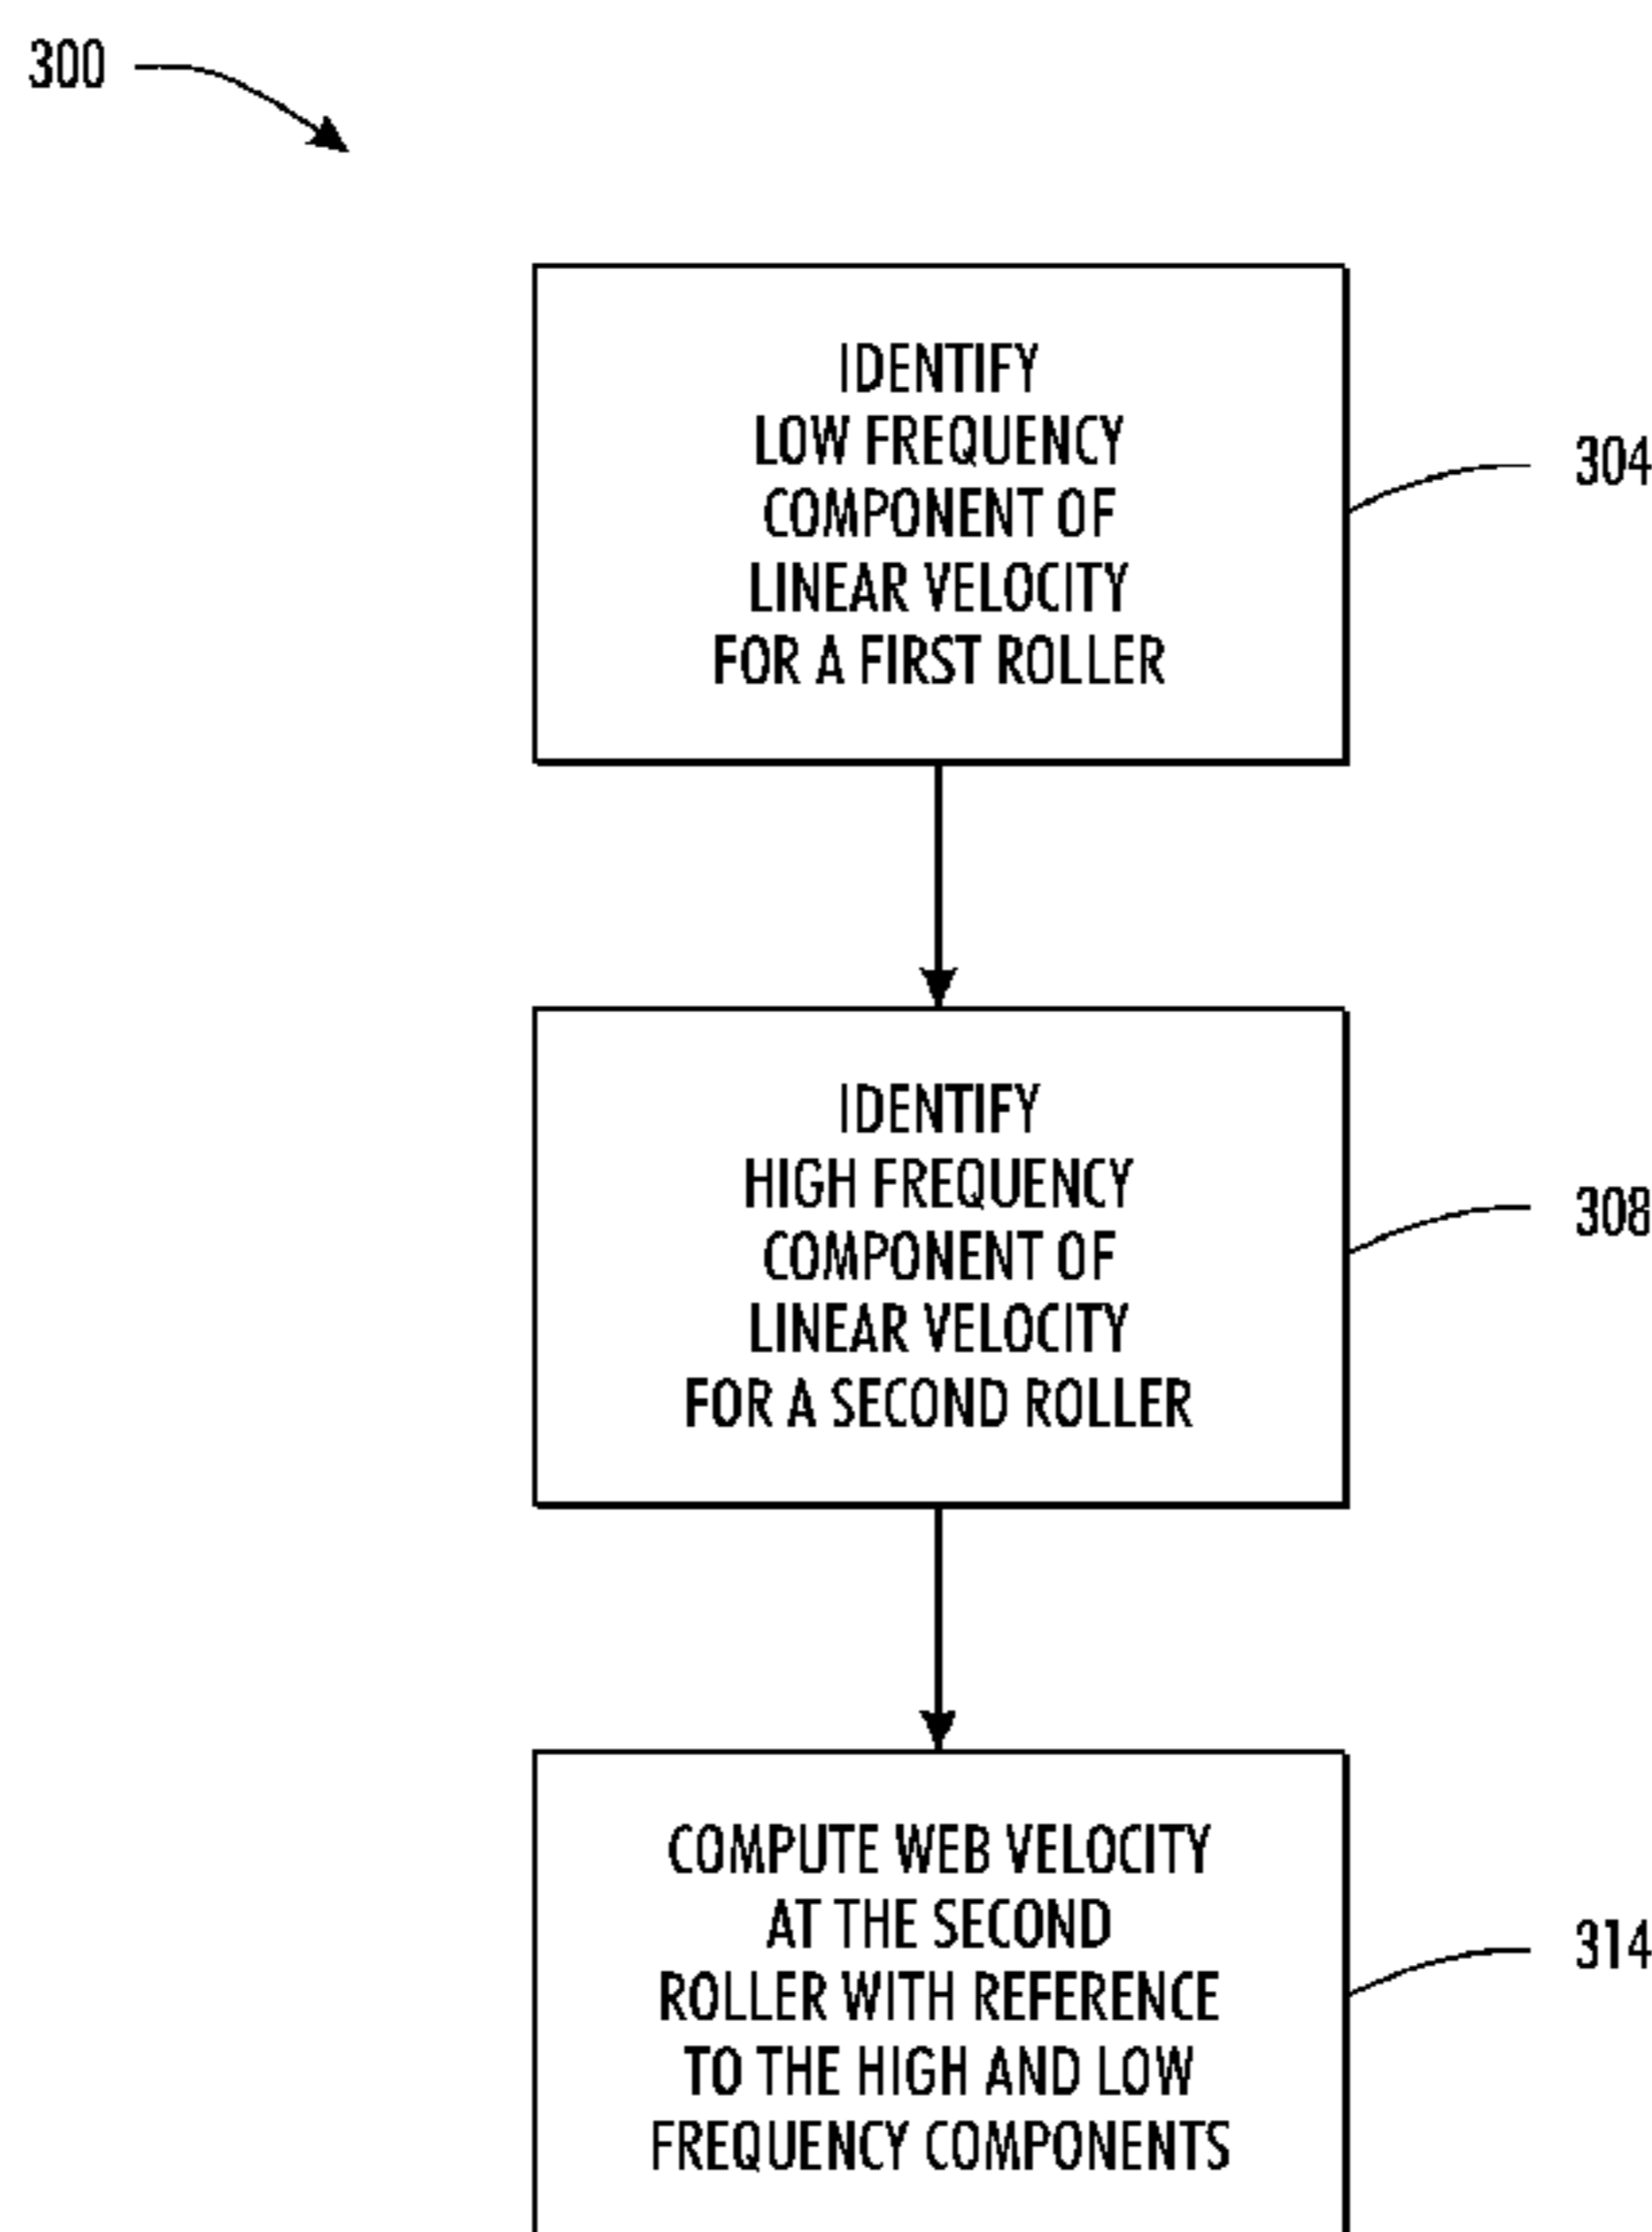 300
IDENTIFY
LOW FREQUENCY
COMPONENT OF
LINEAR VELOCITY
FOR A FIRST ROLLER
304
IDENTIFY
HIGH FREQUENCY
COMPONENT OF
LINEAR VELOCITY
FOR A SECOND ROLLER
308
COMPUTE WEB VELOCITY
AT THE SECOND
ROLLER WITH REFERENCE
TO THE HIGH AND LOW
FREQUENCY COMPONENTS
314